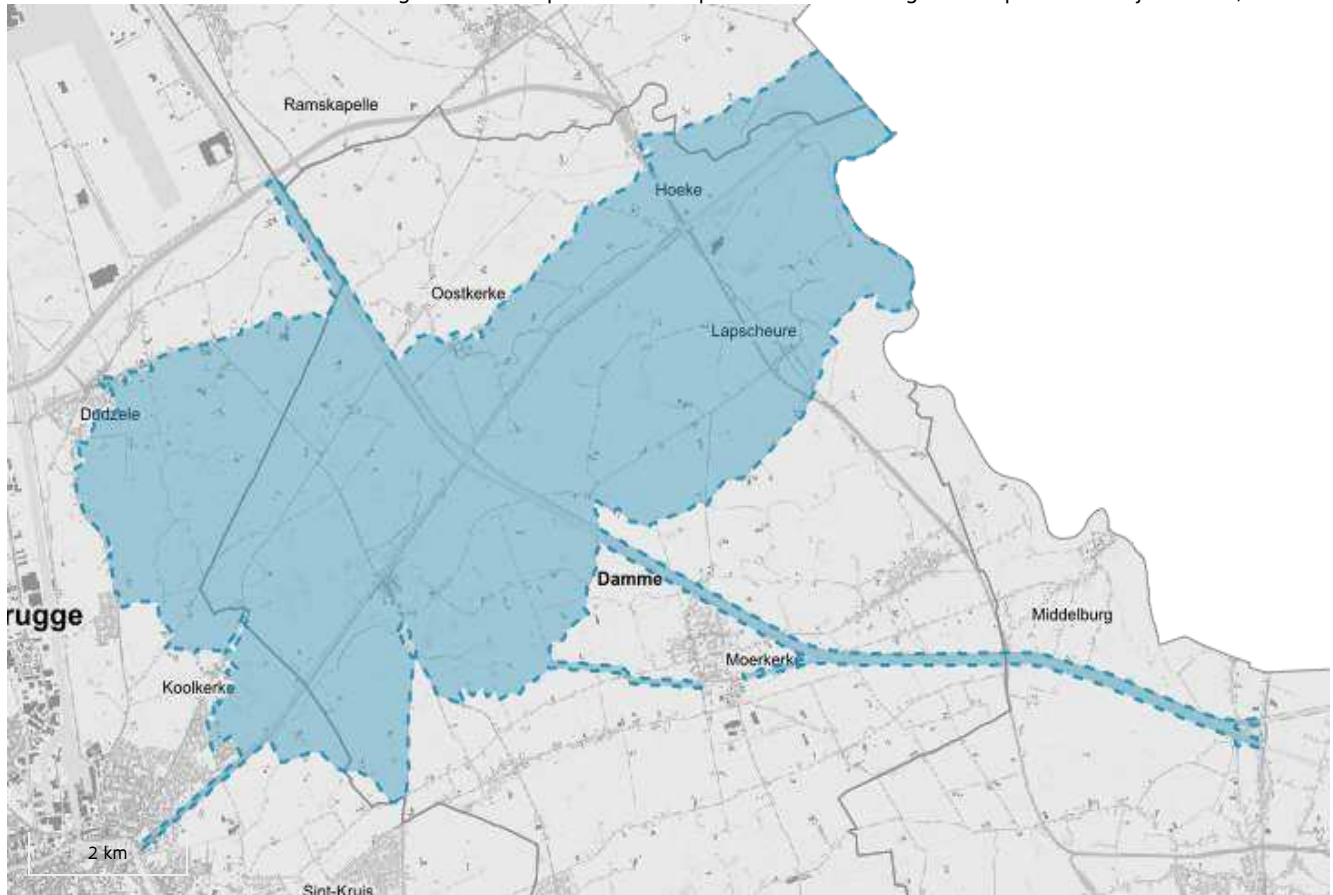 Ramskapelle
Hoeke
Oostkerke
Lapscheure
Dudzele
Damme
rugge
Middelburg
Moerkerke
Koolkerke
2 km
Sint-Kruis